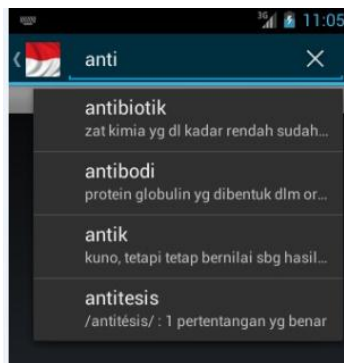 3G 11:05
anti
antibiotik
zat kimia yg dl kadar rendah sudah...
antibodi
protein globulin yg dibentuk dlm or...
antik
kuno, tetapi tetap bernilai sbg hasil...
antitesis
/antitésis/ : 1 pertentangan yg benar